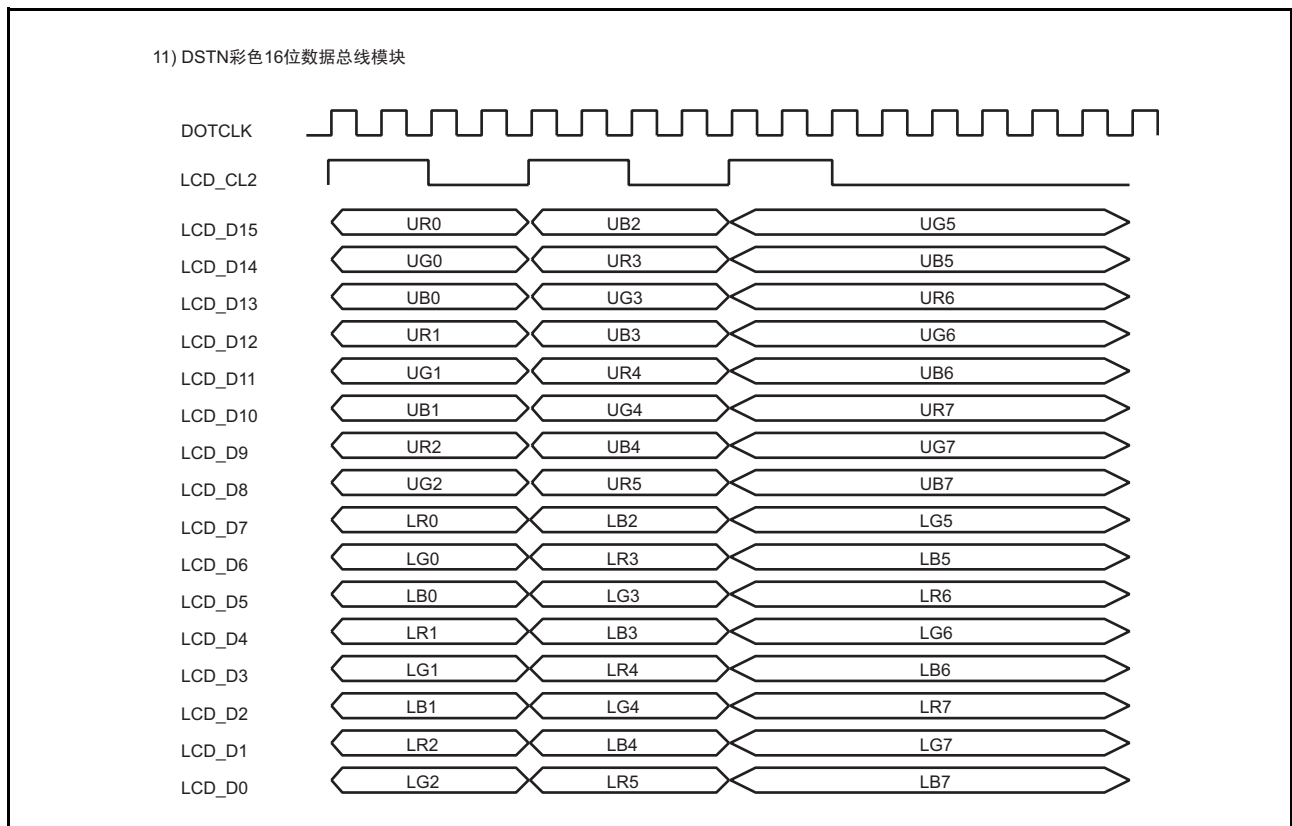 11) DSTN彩色16位数据总线模块
DOTCLK
LCD_CL2
LCD_D15 UR0 UB2 UG5
LCD_D14 UG0 UR3 UB5
LCD_D13 UB0 UG3 UR6
LCD_D12 UR1 UB3 UG6
LCD_D11 UG1 UR4 UB6
LCD_D10 UB1 UG4 UR7
LCD_D9 UR2 UB4 UG7
LCD_D8 UG2 UR5 UB7
LCD_D7 LR0 LB2 LG5
LCD_D6 LG0 LR3 LB5
LCD_D5 LB0 LG3 LR6
LCD_D4 LR1 LB3 LG6
LCD_D3 LG1 LR4 LB6
LCD_D2 LB1 LG4 LR7
LCD_D1 LR2 LB4 LG7
LCD_D0 LG2 LR5 LB7